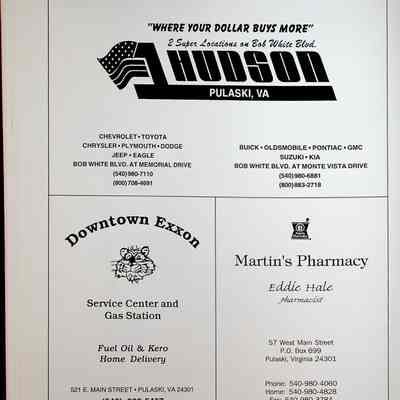 "WHERE YOUR DOLLAR BUYS MORE"
2 Super Locations on Bob White Blvd.
HUDSON
PULASKI, VA
CHEVROLET • TOYOTA
CHRYSLER • PLYMOUTH • DODGE
JEEP • EAGLE
BOB WHITE BLVD. AT MEMORIAL DRIVE
(540)980-7110
(800)708-4691
BUICK • OLDSMOBILE • PONTIAC • GMC
SUZUKI • KIA
BOB WHITE BLVD. AT MONTE VISTA DRIVE
(540)980-6881
(800)883-2718
Downtown Exxon
Service Center and
Gas Station
Fuel Oil & Kero
Home Delivery
521 E. MAIN STREET • PULASKI, VA 24301
Martin's Pharmacy
Eddie Hale
Pharmacist
57 West Main Street
P.O. Box 699
Pulaski, Virginia 24301
Phone: 540-980-4060
Home: 540-980-4828